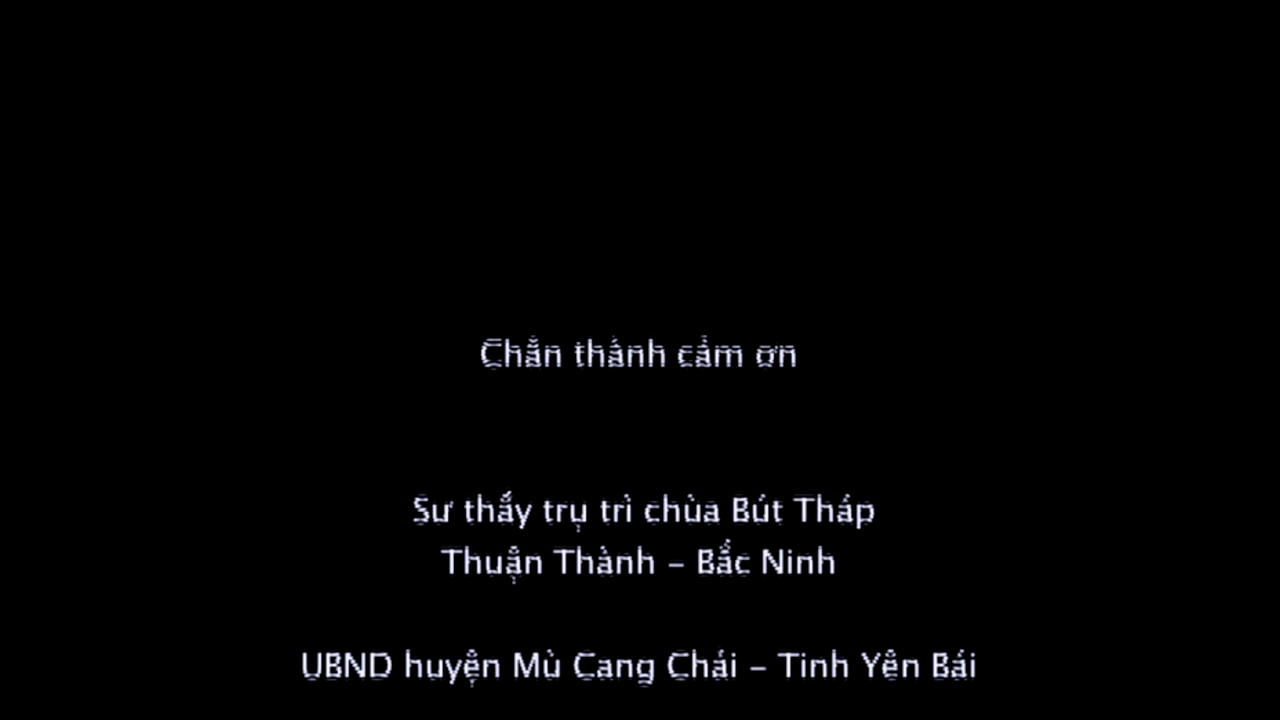 Chân thành cảm ơn
Sư thầy trụ trì chùa Bút Tháp
Thuận Thành – Bắc Ninh
UBND huyện Mù Cang Chải – Tỉnh Yên Bái